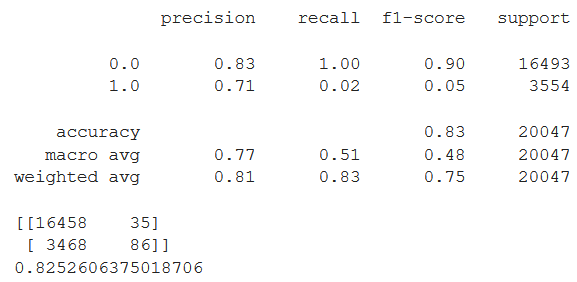 precision recall f1-score support
0.0 0.83 1.00 0.90 16493
1.0 0.71 0.02 0.05 3554
accuracy 0.83 20047
macro avg 0.77 0.51 0.48 20047
weighted avg 0.81 0.83 0.75 20047
[[16458 35]
[ 3468 86]]
0.8252606375018706